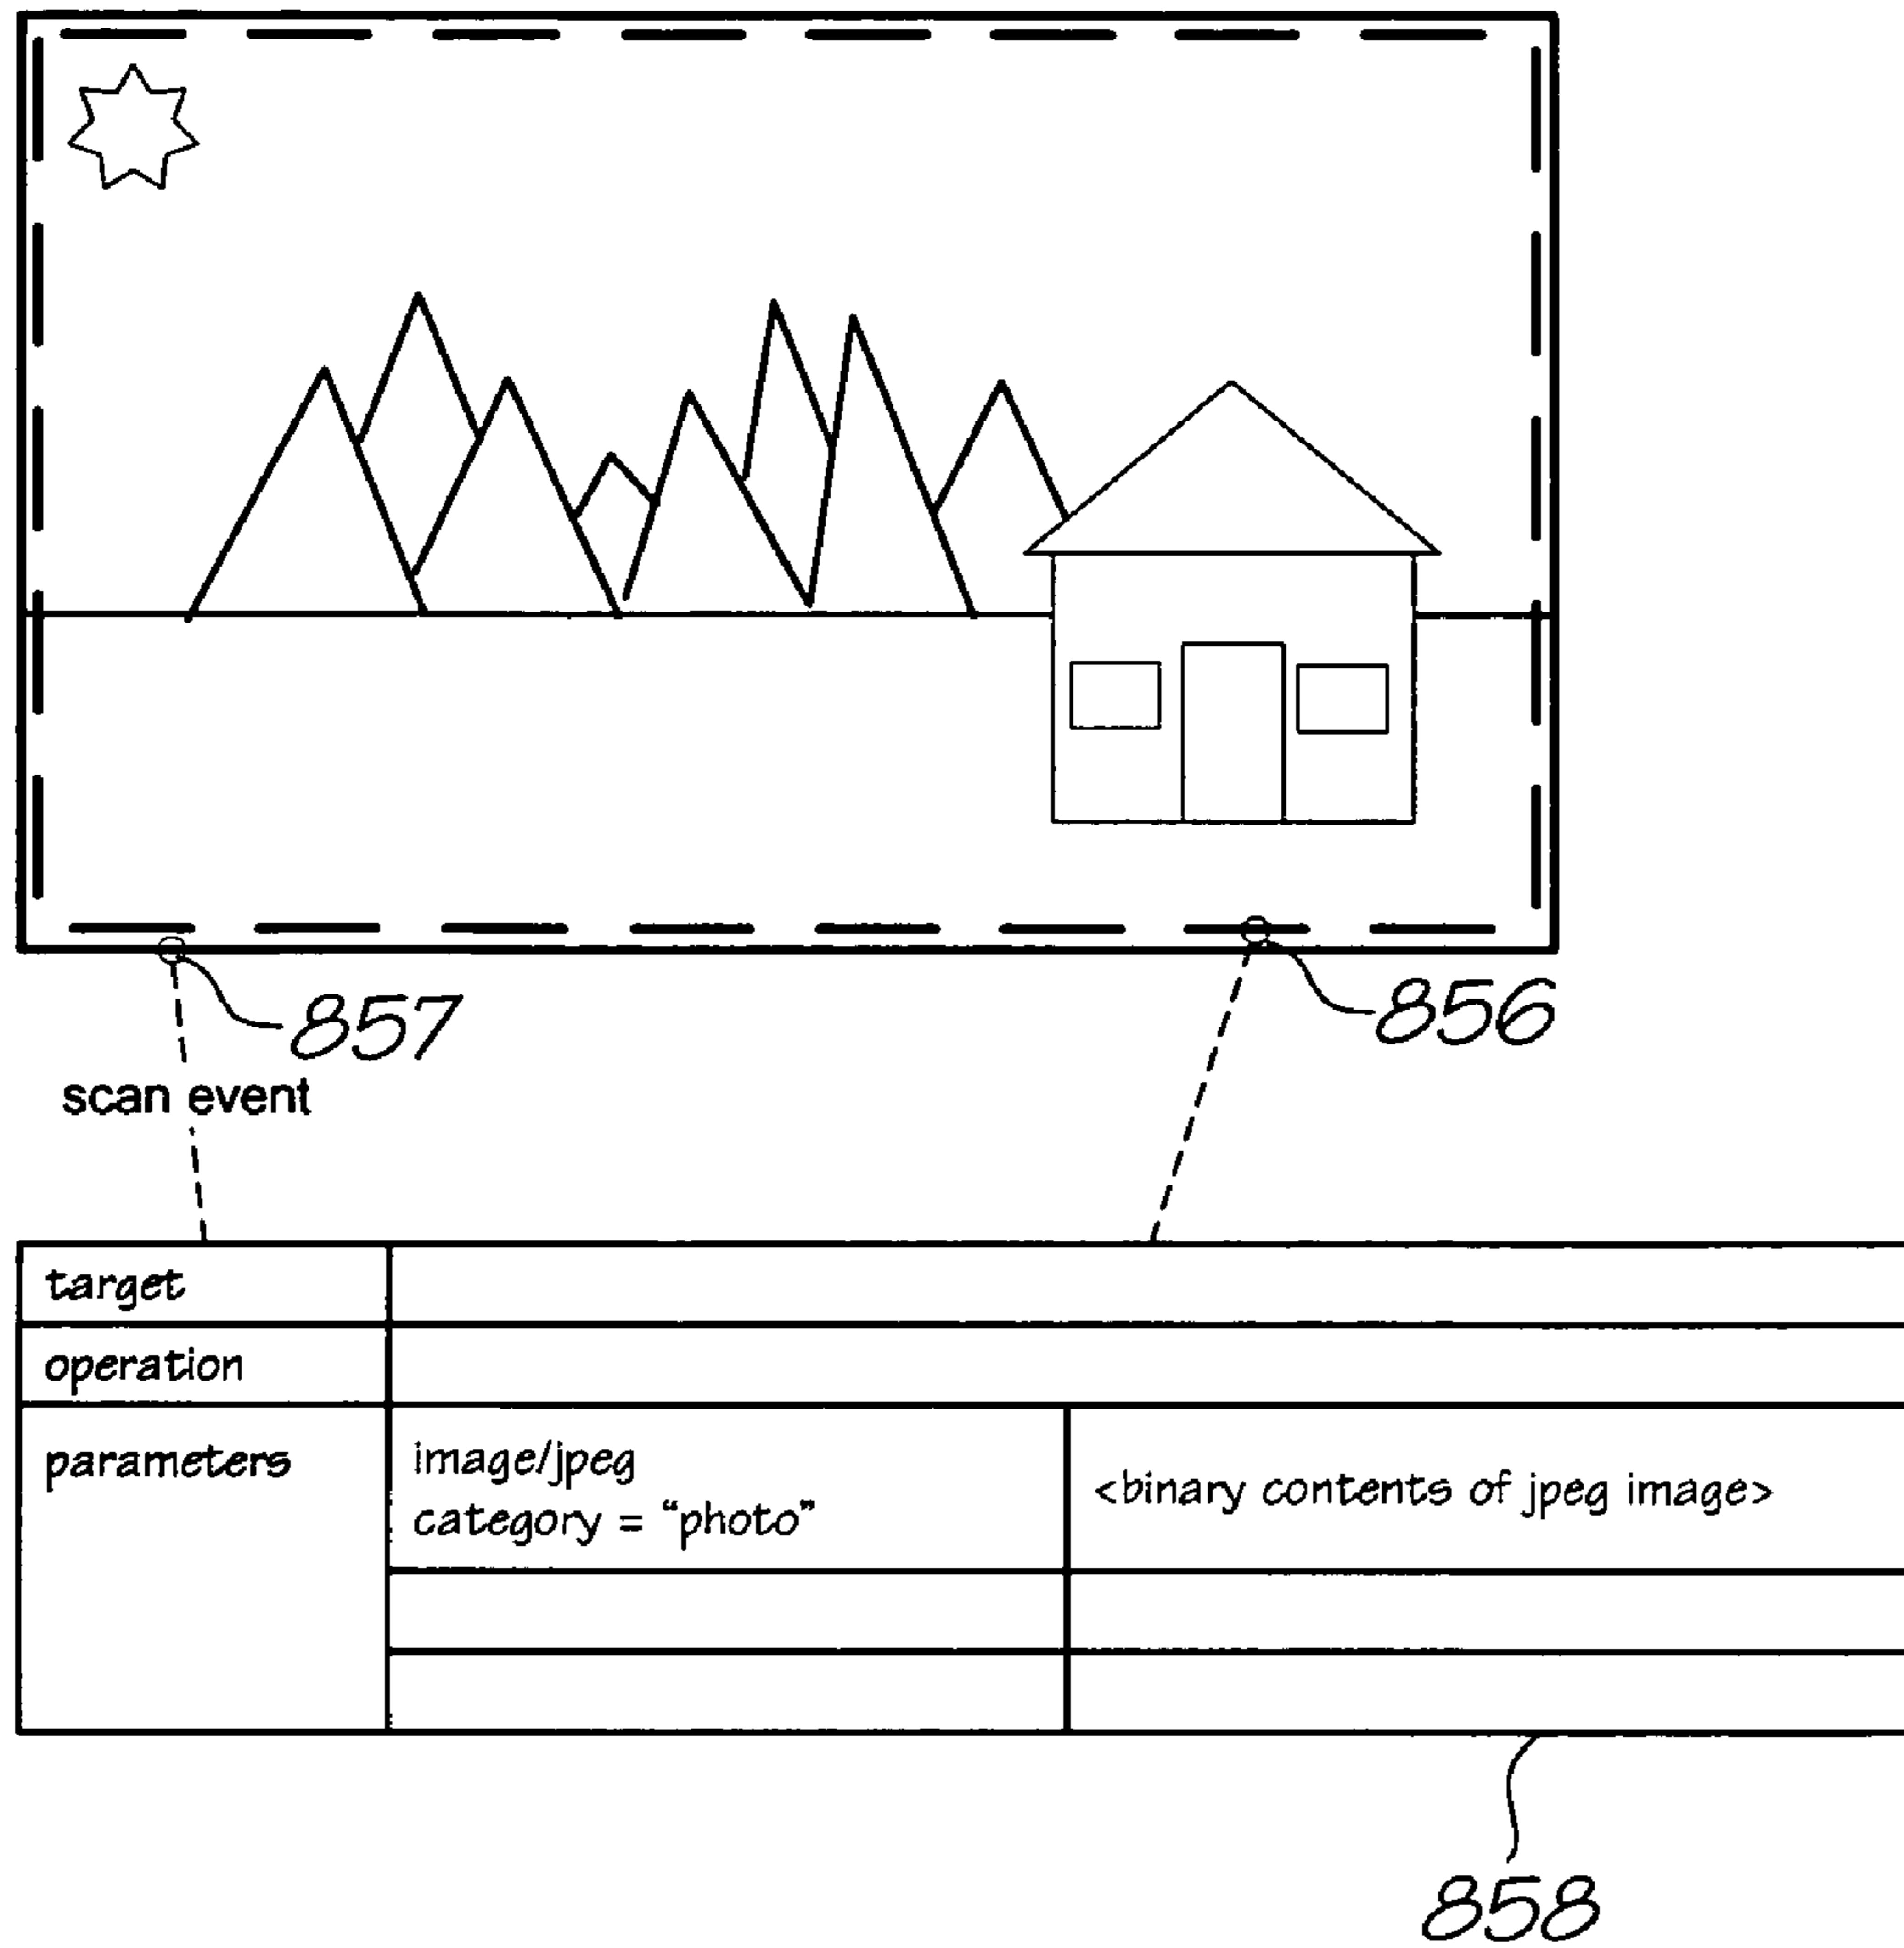 857
856
scan event
target
operation
parameters
image/jpeg
category = “photo”
<binary contents of jpeg image>
858